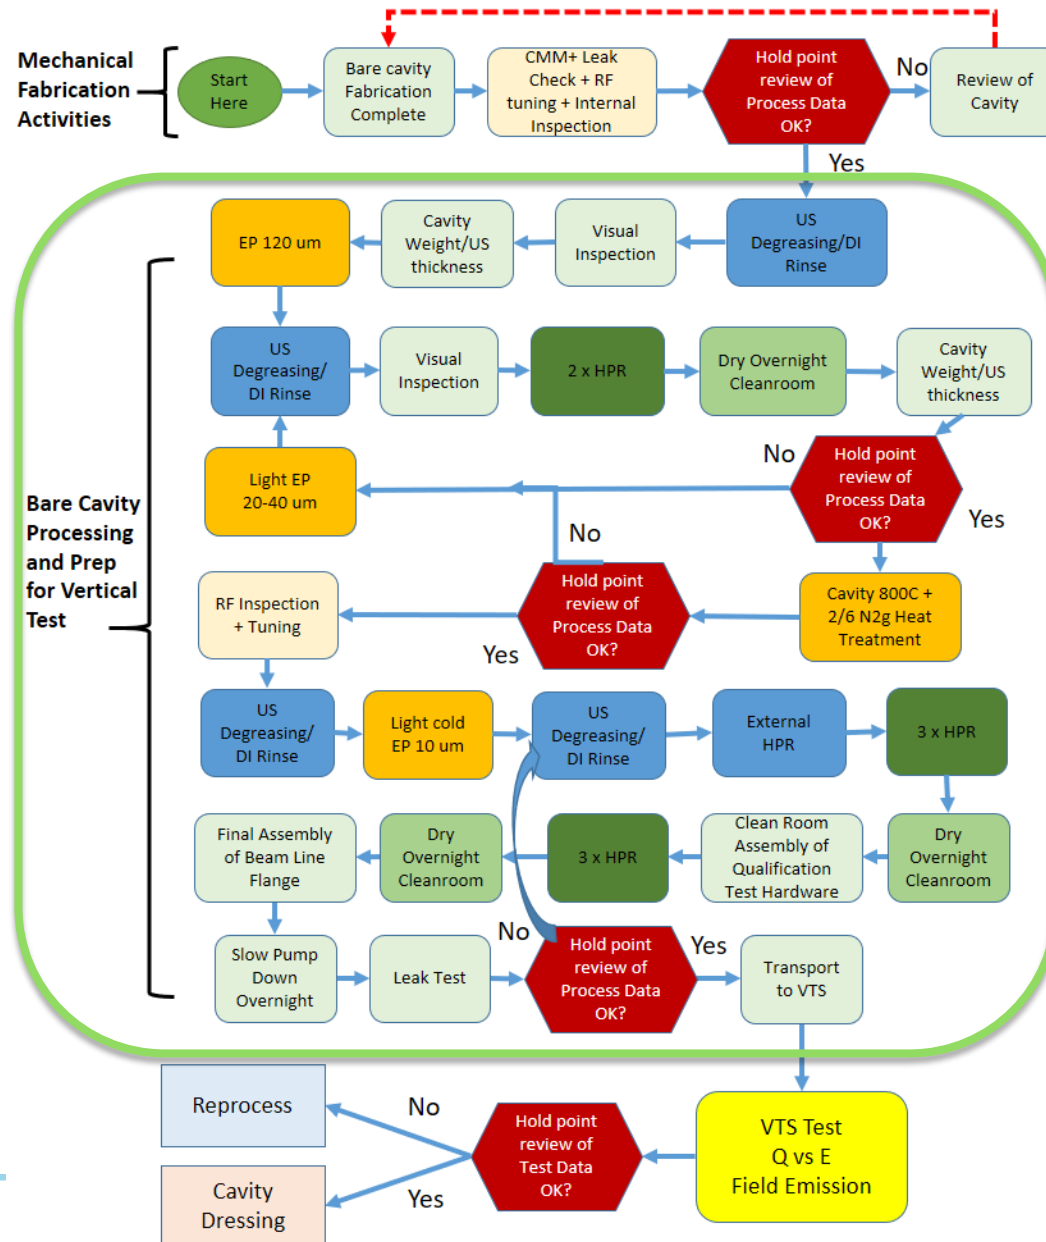 Mechanical
Fabrication
Activities
Start
Here
Bare cavity
Fabrication
Complete
CMM+ Leak
Check + RF
tuning + Internal
Inspection
Hold point
review of
Process Data
OK?
No
Review of
Cavity
Yes
EP 120 um
Cavity
Weight/US
thickness
Visual
Inspection
US
Degreasing/DI
Rinse
US
Degreasing/
DI Rinse
Visual
Inspection
2 x HPR
Dry Overnight
Cleanroom
Cavity
Weight/US
thickness
Light EP
20-40 um
No
Hold point
review of
Process Data
OK?
Yes
Bare Cavity
Processing
and Prep
for Vertical
Test
No
RF Inspection
+ Tuning
Yes
Hold point
review of
Process Data
OK?
Cavity 800C +
2/6 N2g Heat
Treatment
US
Degreasing/
DI Rinse
Light cold
EP 10 um
US
Degreasing/
DI Rinse
External
HPR
3 x HPR
Final Assembly
of Beam Line
Flange
Dry
Overnight
Cleanroom
3 x HPR
Clean Room
Assembly of
Qualification
Test Hardware
Dry
Overnight
Cleanroom
Slow Pump
Down
Overnight
Leak Test
No
Hold point
review of
Process Data
OK?
Yes
Transport
to VTS
Reprocess
No
Hold point
review of
Test Data
OK?
VTS Test
Q vs E
Field Emission
Cavity
Dressing
Yes